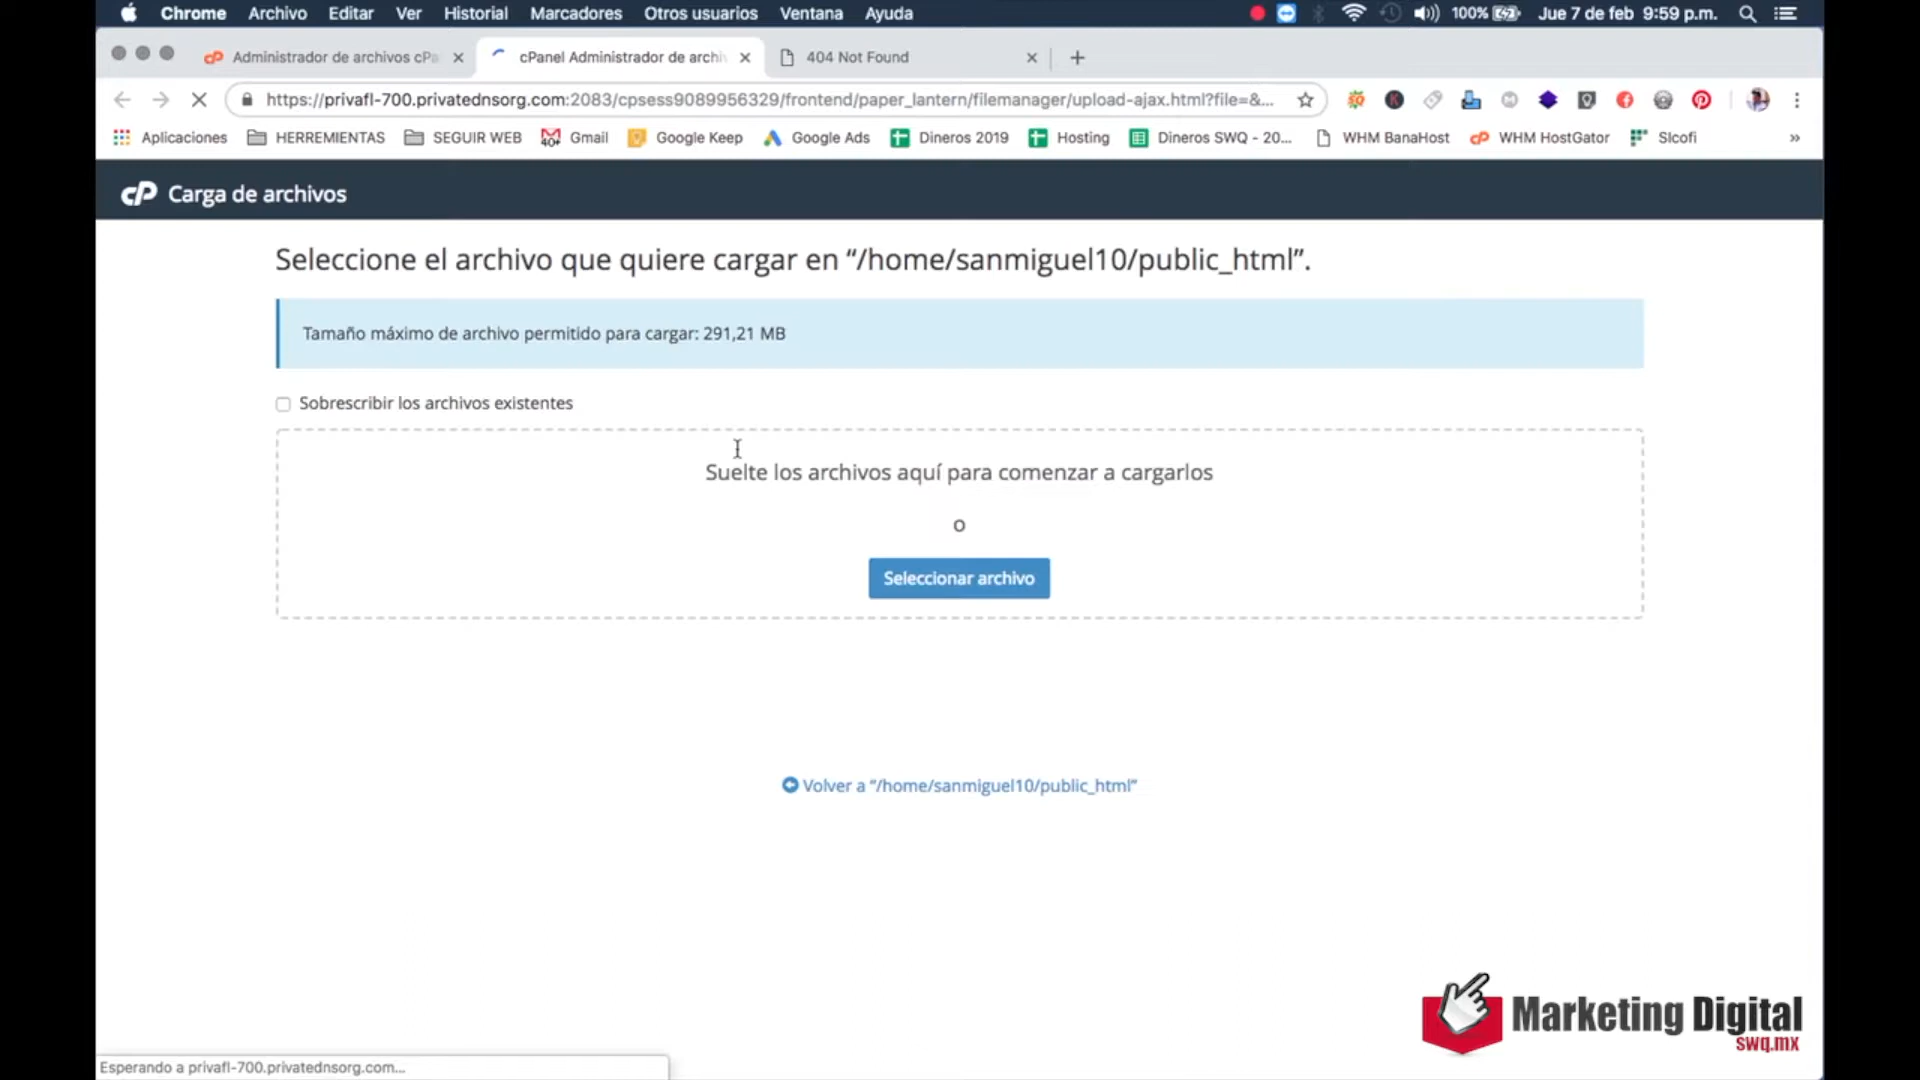 Chrome Archivo Editar Ver Historial Marcadores Otros usuarios Ventana Ayuda 100% Jue 7 de feb 9:59 p.m.
Administrador de archivos cPa cPanel Administrador de archiv 404 Not Found
https://privafl-700.privatednsorg.com:2083/cpsess9089956329/frontend/paper_lantern/filemanager/upload-ajax.html?file=&...
Aplicaciones HERREMIENTAS SEGUIR WEB 40+ Gmail Google Keep Google Ads Dineros 2019 Hosting Dineros SWQ - 20... WHM BanaHost WHM HostGator SIcofi »
cP Carga de archivos
Seleccione el archivo que quiere cargar en “/home/sanmiguel10/public_html”.
Tamaño máximo de archivo permitido para cargar: 291,21 MB
Sobrescribir los archivos existentes
Suelte los archivos aquí para comenzar a cargarlos
o
Seleccionar archivo
Volver a “/home/sanmiguel10/public_html”
Marketing Digital
swq.mx
Esperando a privafl-700.privatednsorg.com...